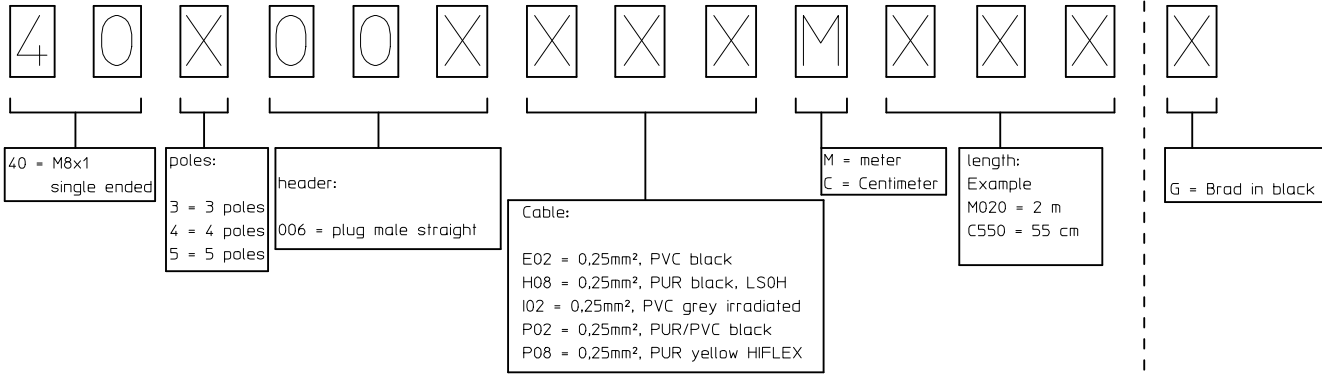 4 0 X 0 0 X X X X M X X X X
40 = M8x1
single ended
poles:
3 = 3 poles
4 = 4 poles
5 = 5 poles
header:
006 = plug male straight
Cable:
E02 = 0,25mm², PVC black
H08 = 0,25mm², PUR black, LS0H
I02 = 0,25mm², PVC grey irradiated
P02 = 0,25mm², PUR/PVC black
P08 = 0,25mm², PUR yellow HIFLEX
M = meter
C = Centimeter
length:
Example
M020 = 2 m
C550 = 55 cm
G = Brad in black